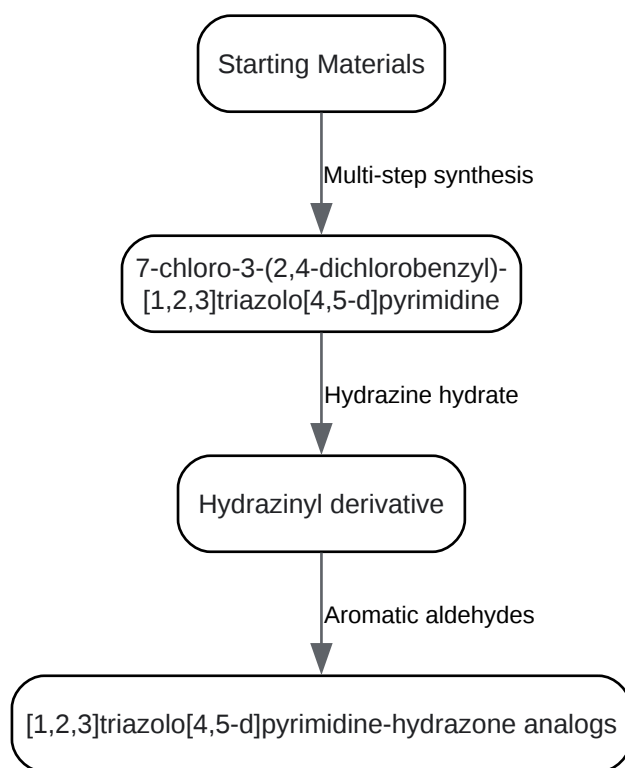 Starting Materials
Multi-step synthesis
7-chloro-3-(2,4-dichlorobenzyl)-
[1,2,3]triazolo[4,5-d]pyrimidine
Hydrazine hydrate
Hydrazinyl derivative
Aromatic aldehydes
[1,2,3]triazolo[4,5-d]pyrimidine-hydrazone analogs